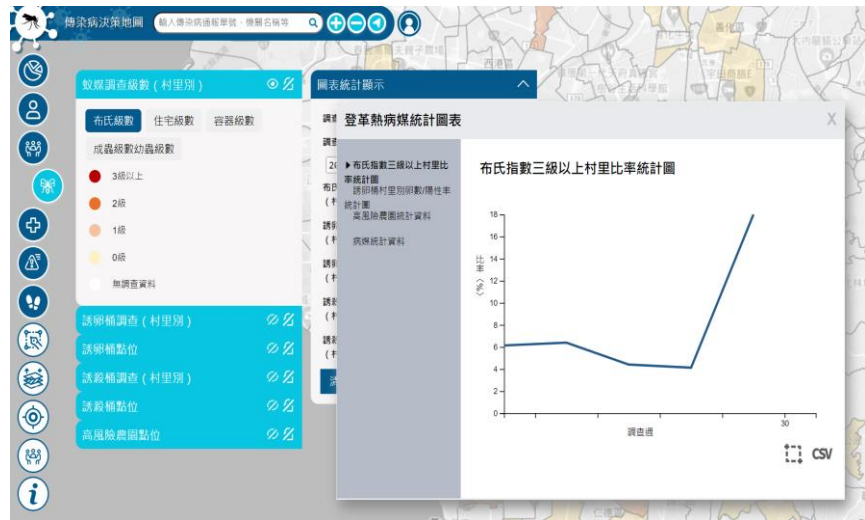 傳染病決策地圖
輸入傳染病通報單號、機關名稱等
蚊媒調查級數（村里別）
布氏級數
住宅級數
容器級數
成蟲級數幼蟲級數
3級以上
2級
1級
0級
無調查資料
誘卵桶調查（村里別）
誘卵桶點位
誘殺桶調查（村里別）
誘殺桶點位
高風險農園點位
圖表統計顯示
登革熱病媒統計圖表
X
▶布氏指數三級以上村里比
率統計圖
誘卵桶村里別卵數/陽性率
統計圖
高風險農園統計資料
病媒統計資料
布氏指數三級以上村里比率統計圖
比率（%）
18
16
14
12
10
8
6
4
2
0
30
調查週
CSV
西港區
善化區
仁德區